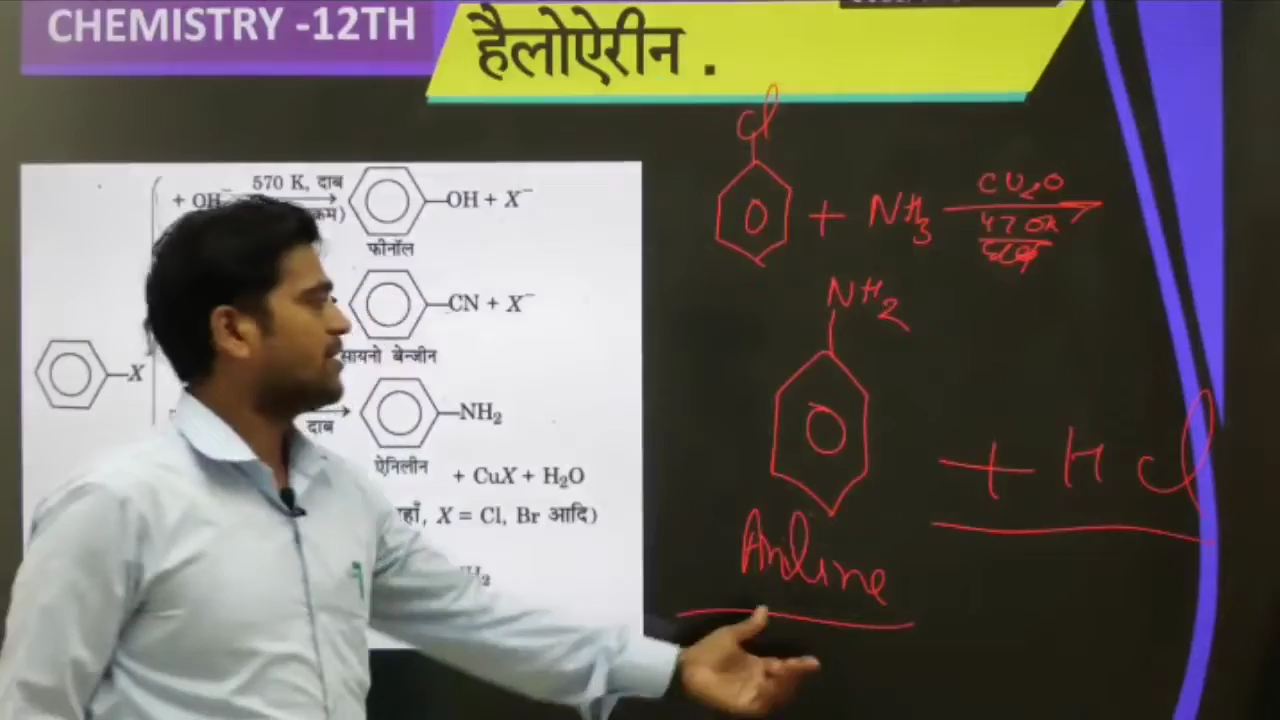 CHEMISTRY -12TH
हैलोऐरीन .
570 K, दाब
+ OH⁻
OH + X⁻
फीनॉल
CN + X⁻
सायनो बेन्जीन
X
NH₂
दाब
ऐनिलीन
+ CuX + H₂O
X = Cl, Br आदि)
Cl
+ NH₃
Cu₂O
470K
NH₂
+ HCl
Aniline